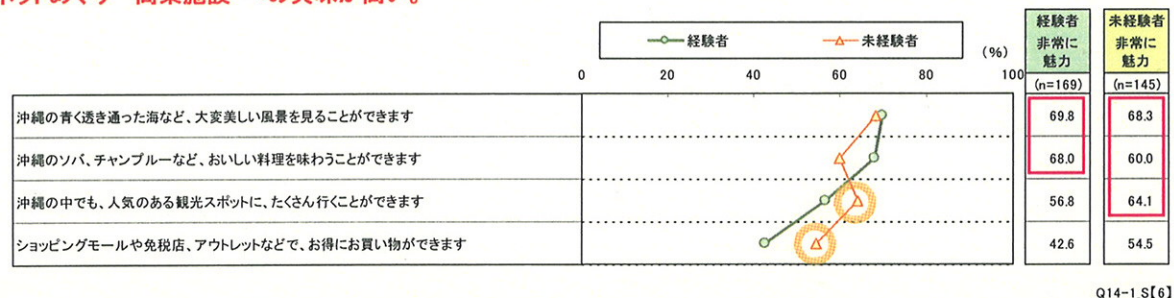 経験者
未経験者
(%)
0 20 40 60 80 100
経験者
非常に
魅力
(n=169)
未経験者
非常に
魅力
(n=145)
沖縄の青く透き通った海など、大変美しい風景を見ることができます 69.8 68.3
沖縄のソバ、チャンプルーなど、おいしい料理を味わうことができます 68.0 60.0
沖縄の中でも、人気のある観光スポットに、たくさん行くことができます 56.8 64.1
ショッピングモールや免税店、アウトレットなどで、お得にお買い物ができます 42.6 54.5
Q14-1_S【6】